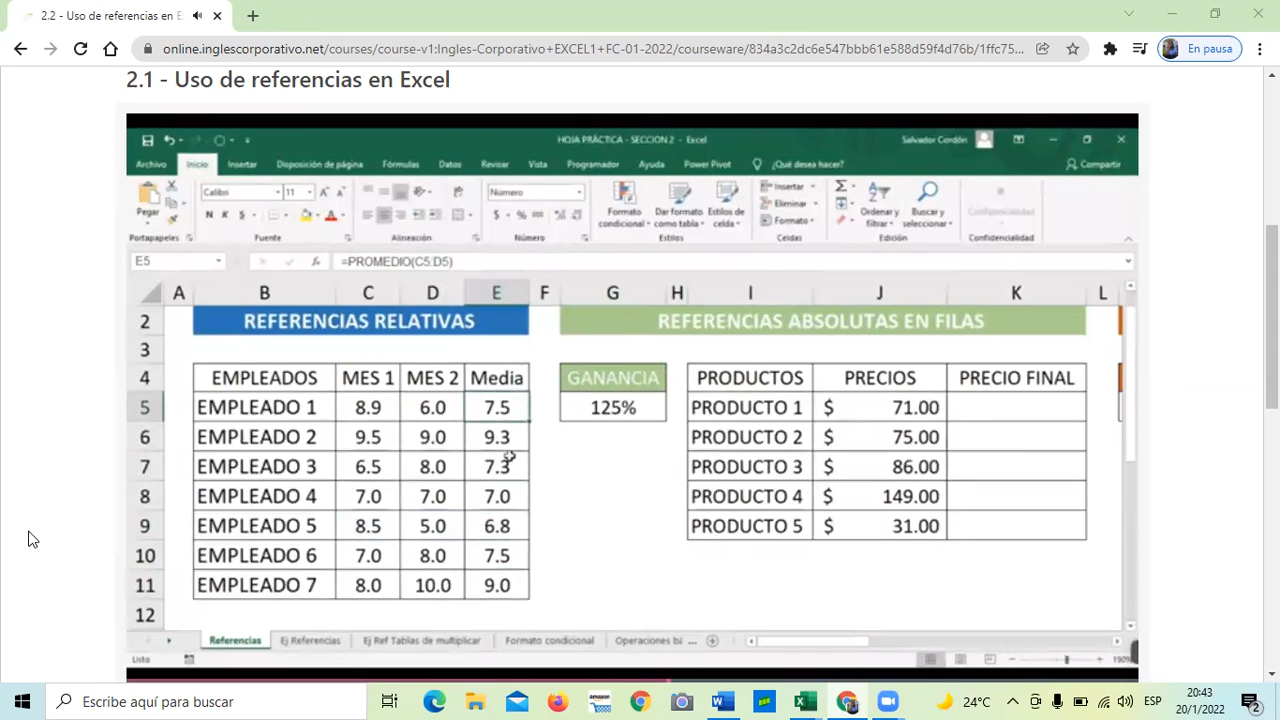 2.2 - Uso de referencias en E
online.inglescorporativo.net/courses/course-v1:Ingles-Corporativo+EXCEL1+FC-01-2022/courseware/834a3c2dc6e547bbb61e588d59f4d76b/1ffc75...
En pausa
2.1 - Uso de referencias en Excel
HOJA PRÁCTICA - SECCION 2 - Excel
Salvador Cordón
Archivo Inicio Insertar Disposición de página Fórmulas Datos Revisar Vista Programador Ayuda Power Pivot ¿Qué desea hacer? Compartir
Pegar
Calibri 11
N K S
Número
$ % 000
Formato condicional
Dar formato como tabla
Estilos de celda
Insertar
Eliminar
Formato
Ordenar y filtrar
Buscar y seleccionar
Confidencialidad
Portapapeles Fuente Alineación Número Estilos Celdas Edición Confidencialidad
E5 fx =PROMEDIO(C5:D5)
A B C D E F G H I J K L
2 REFERENCIAS RELATIVAS REFERENCIAS ABSOLUTAS EN FILAS
3
4 EMPLEADOS MES 1 MES 2 Media GANANCIA PRODUCTOS PRECIOS PRECIO FINAL
5 EMPLEADO 1 8.9 6.0 7.5 125% PRODUCTO 1 $ 71.00
6 EMPLEADO 2 9.5 9.0 9.3 PRODUCTO 2 $ 75.00
7 EMPLEADO 3 6.5 8.0 7.3 PRODUCTO 3 $ 86.00
8 EMPLEADO 4 7.0 7.0 7.0 PRODUCTO 4 $ 149.00
9 EMPLEADO 5 8.5 5.0 6.8 PRODUCTO 5 $ 31.00
10 EMPLEADO 6 7.0 8.0 7.5
11 EMPLEADO 7 8.0 10.0 9.0
12
Referencias Ej Referencias Ej Ref Tablas de multiplicar Formato condicional Operaciones bá ...
Listo 190%
Escribe aquí para buscar
amazon
24°C
ESP
20:43
20/1/2022
2